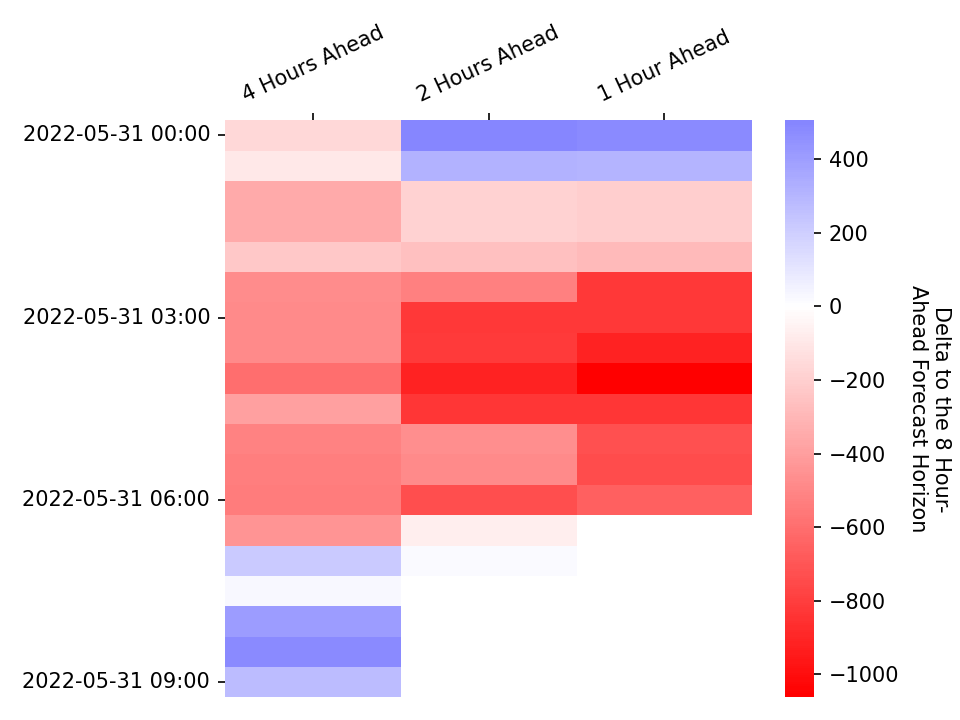 4 Hours Ahead
2 Hours Ahead
1 Hour Ahead
2022-05-31 00:00
2022-05-31 03:00
2022-05-31 06:00
2022-05-31 09:00
400
200
0
−200
−400
−600
−800
−1000
Delta to the 8 Hour-
Ahead Forecast Horizon